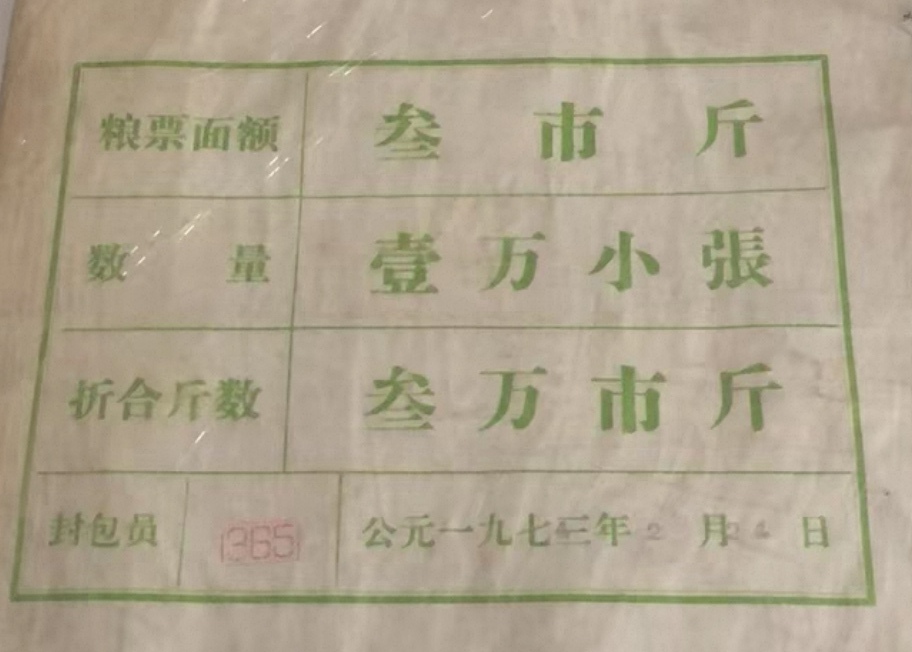 粮票面额 叁市斤
数量 壹万小張
折合斤数 叁万市斤
封包员 365 公元一九七三年2月24日